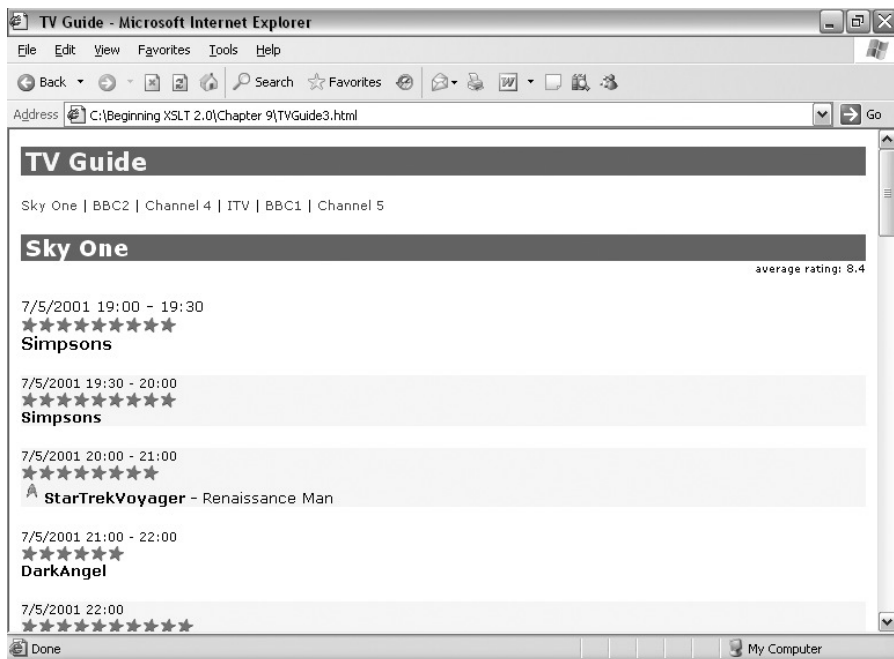 TV Guide - Microsoft Internet Explorer
File Edit View Favorites Tools Help
Back Search Favorites
Address C:\Beginning XSLT 2.0\Chapter 9\TVGuide3.html Go
TV Guide
Sky One | BBC2 | Channel 4 | ITV | BBC1 | Channel 5
Sky One
average rating: 8.4
7/5/2001 19:00 - 19:30
Simpsons
7/5/2001 19:30 - 20:00
Simpsons
7/5/2001 20:00 - 21:00
StarTrekVoyager - Renaissance Man
7/5/2001 21:00 - 22:00
DarkAngel
7/5/2001 22:00
Done My Computer